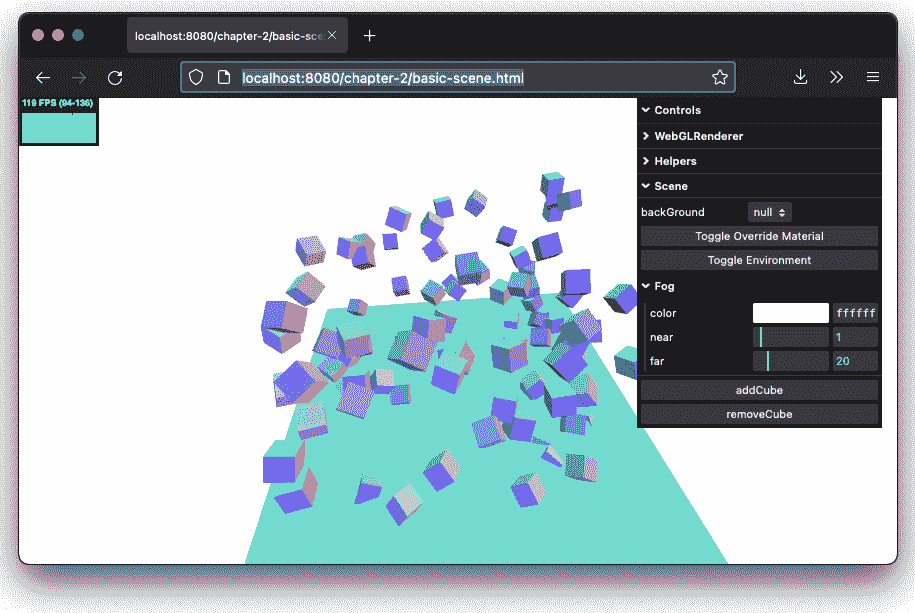 localhost:8080/chapter-2/basic-sce
localhost:8080/chapter-2/basic-scene.html
119 FPS (94-136)
Controls
WebGLRenderer
Helpers
Scene
backGround null
Toggle Override Material
Toggle Environment
Fog
color ffffff
near 1
far 20
addCube
removeCube